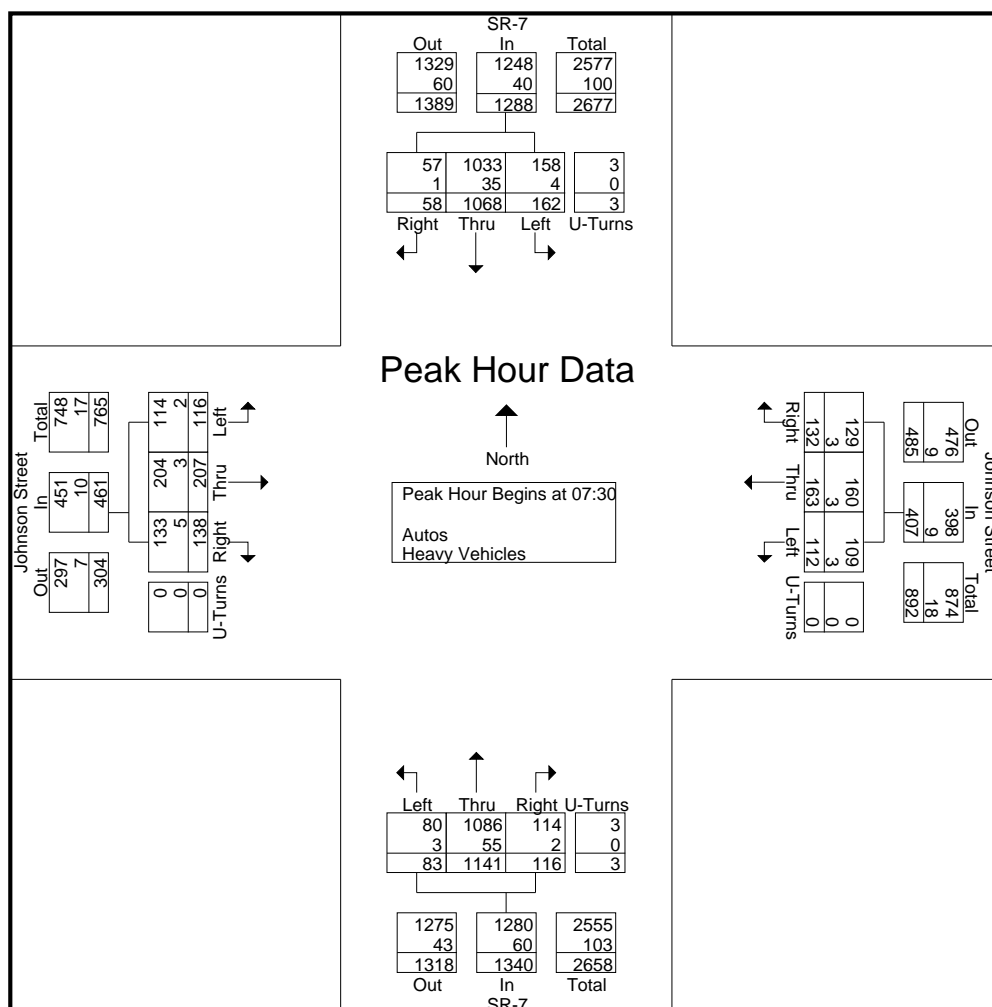 SR-7
Out In Total
1329 1248 2577
60 40 100
1389 1288 2677
57 1033 158 3
1 35 4 0
58 1068 162 3
Right Thru Left U-Turns
Peak Hour Data
North
Peak Hour Begins at 07:30
Autos
Heavy Vehicles
Johnson Street
Total In Out
748 451 297
17 10 7
765 461 304
114 204 133 0
2 3 5 0
116 207 138 0
Left Thru Right U-Turns
Johnson Street
Out In Total
476 398 874
9 9 18
485 407 892
129 160 109 0
3 3 3 0
132 163 112 0
Right Thru Left U-Turns
Left Thru Right U-Turns
80 1086 114 3
3 55 2 0
83 1141 116 3
1275 1280 2555
43 60 103
1318 1340 2658
Out In Total
SR-7